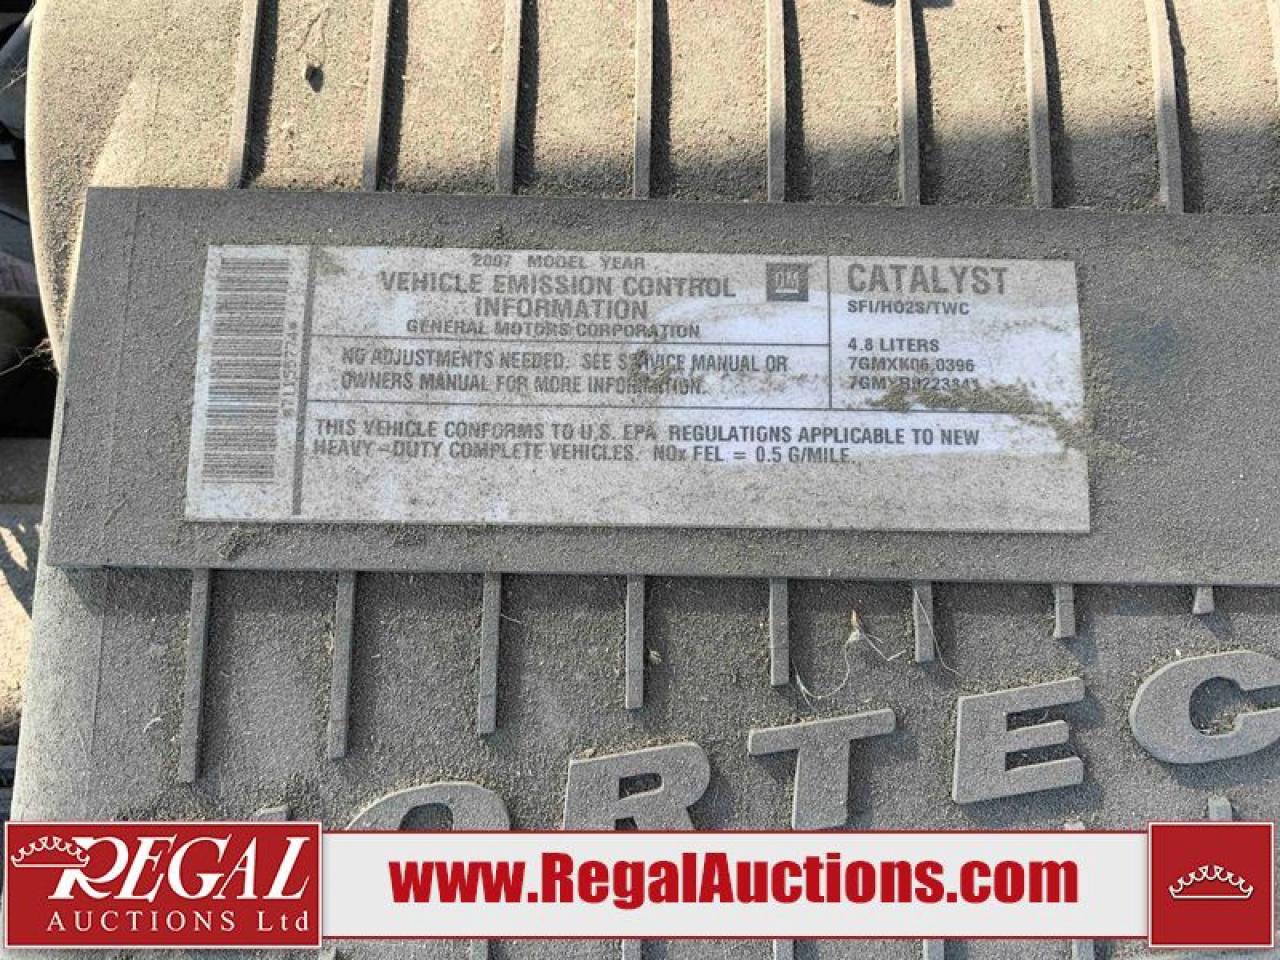 2007 MODEL YEAR
VEHICLE EMISSION CONTROL
INFORMATION
GENERAL MOTORS CORPORATION
GM
NO ADJUSTMENTS NEEDED. SEE SERVICE MANUAL OR
OWNERS MANUAL FOR MORE INFORMATION.
CATALYST
SFI/HO2S/TWC
4.8 LITERS
7GMXK06.0396
THIS VEHICLE CONFORMS TO U.S. EPA REGULATIONS APPLICABLE TO NEW
HEAVY-DUTY COMPLETE VEHICLES. NOx FEL = 0.5 G/MILE.
VORTEC
REGAL
AUCTIONS Ltd
www.RegalAuctions.com